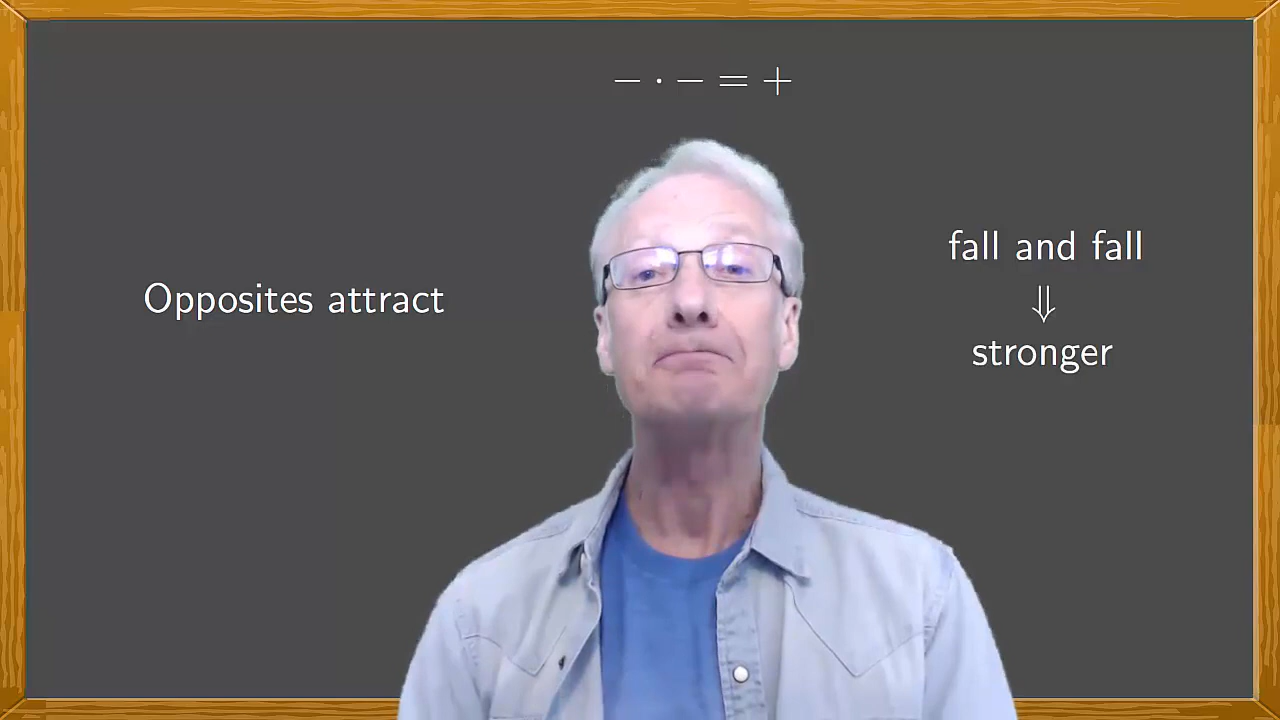 − · − = +
Opposites attract
fall and fall
⇓
stronger